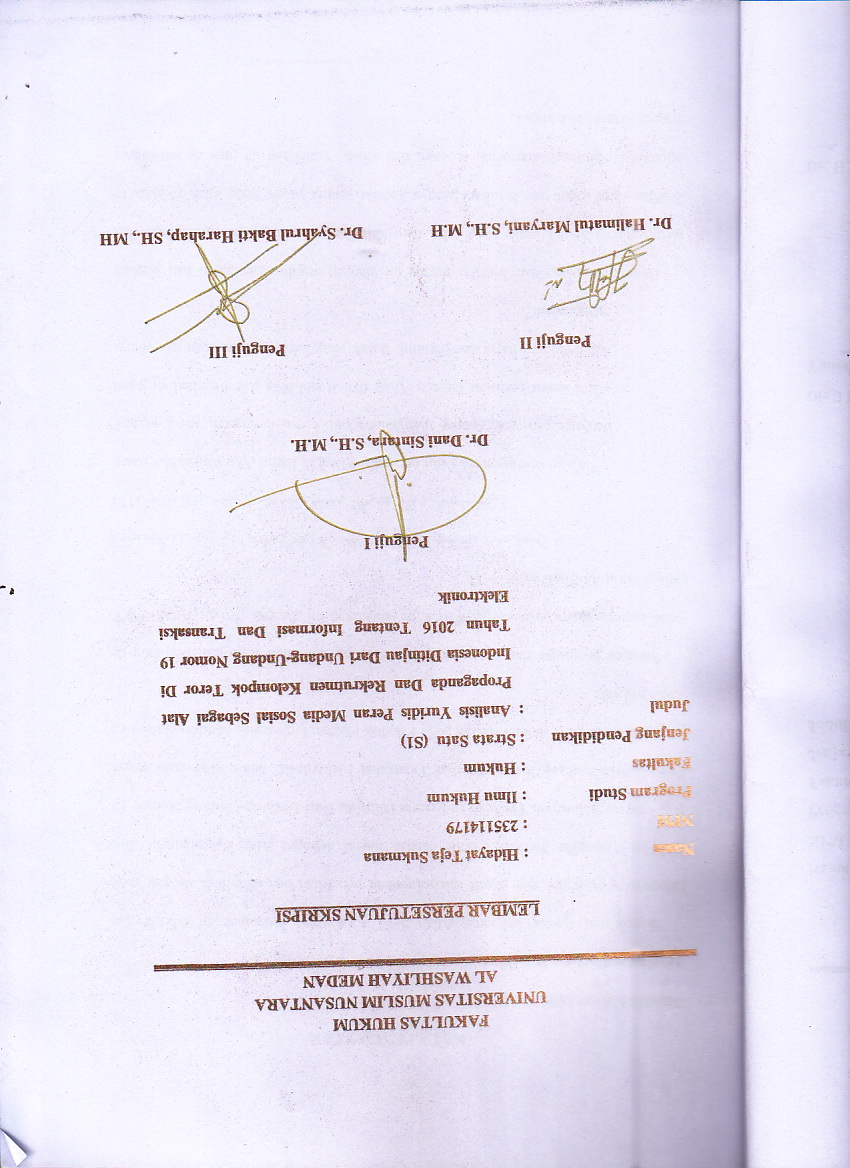 FAKULTAS HUKUM
UNIVERSITAS MUSLIM NUSANTARA
AL WASHLIYAH MEDAN
LEMBAR PERSETUJUAN SKRIPSI
Nama : Hidayat Teja Sukmana
NPM : 235114179
Program Studi : Ilmu Hukum
Fakultas : Hukum
Jenjang Pendidikan : Strata Satu (S1)
Judul : Analisis Yuridis Peran Media Sosial Sebagai Alat
Propaganda Dan Rekrutmen Kelompok Teror Di
Indonesia Ditinjau Dari Undang-Undang Nomor 19
Tahun 2016 Tentang Informasi Dan Transaksi
Elektronik
Penguji I
Dr. Dani Sintara, S.H., M.H.
Penguji II Penguji III
Dr. Halimatul Maryani, S.H., M.H Dr. Syahrul Bakti Harahap, SH., MH